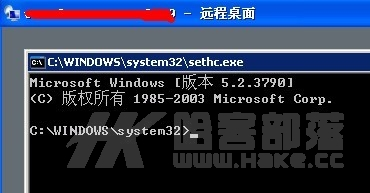 - 远程桌面
C:\WINDOWS\system32\sethc.exe
Microsoft Windows [版本 5.2.3790]
(C) 版权所有 1985-2003 Microsoft Corp.
C:\WINDOWS\system32>_
哈客部落
www.Hake.cc